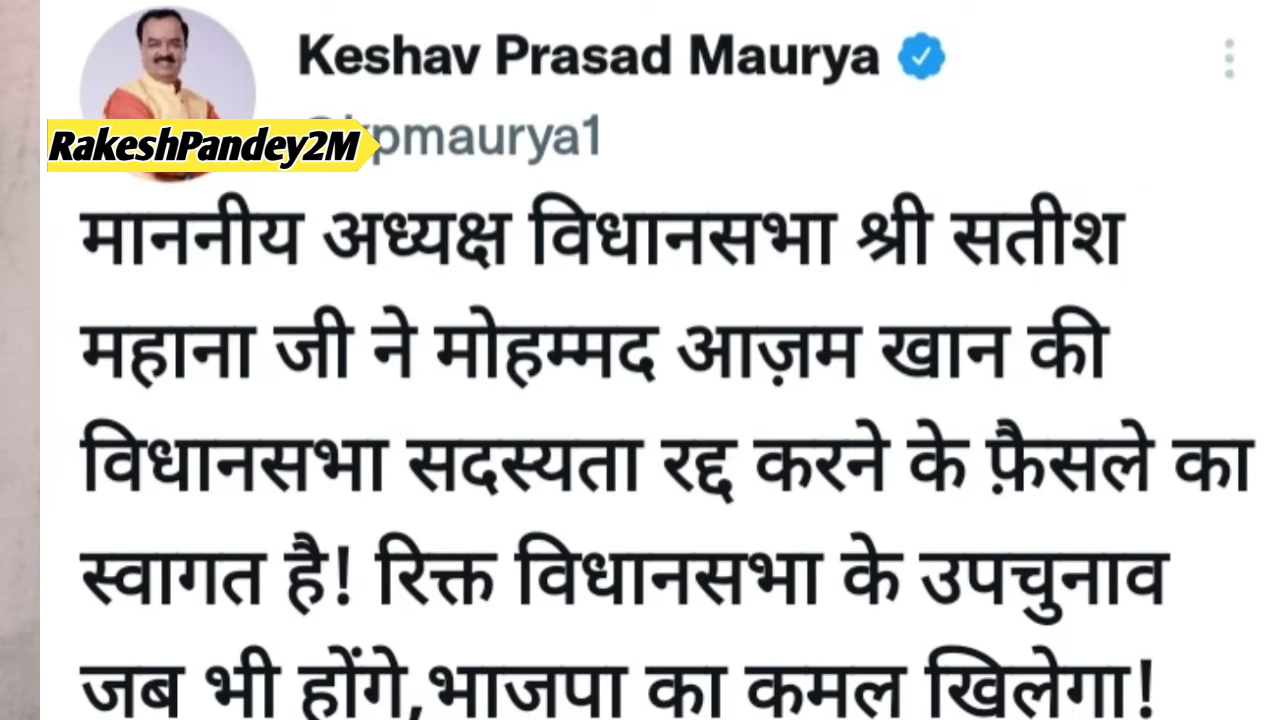 Keshav Prasad Maurya
kpmaurya1
RakeshPandey2M
माननीय अध्यक्ष विधानसभा श्री सतीश
महाना जी ने मोहम्मद आज़म खान की
विधानसभा सदस्यता रद्द करने के फ़ैसले का
स्वागत है! रिक्त विधानसभा के उपचुनाव
जब भी होंगे,भाजपा का कमल खिलेगा!